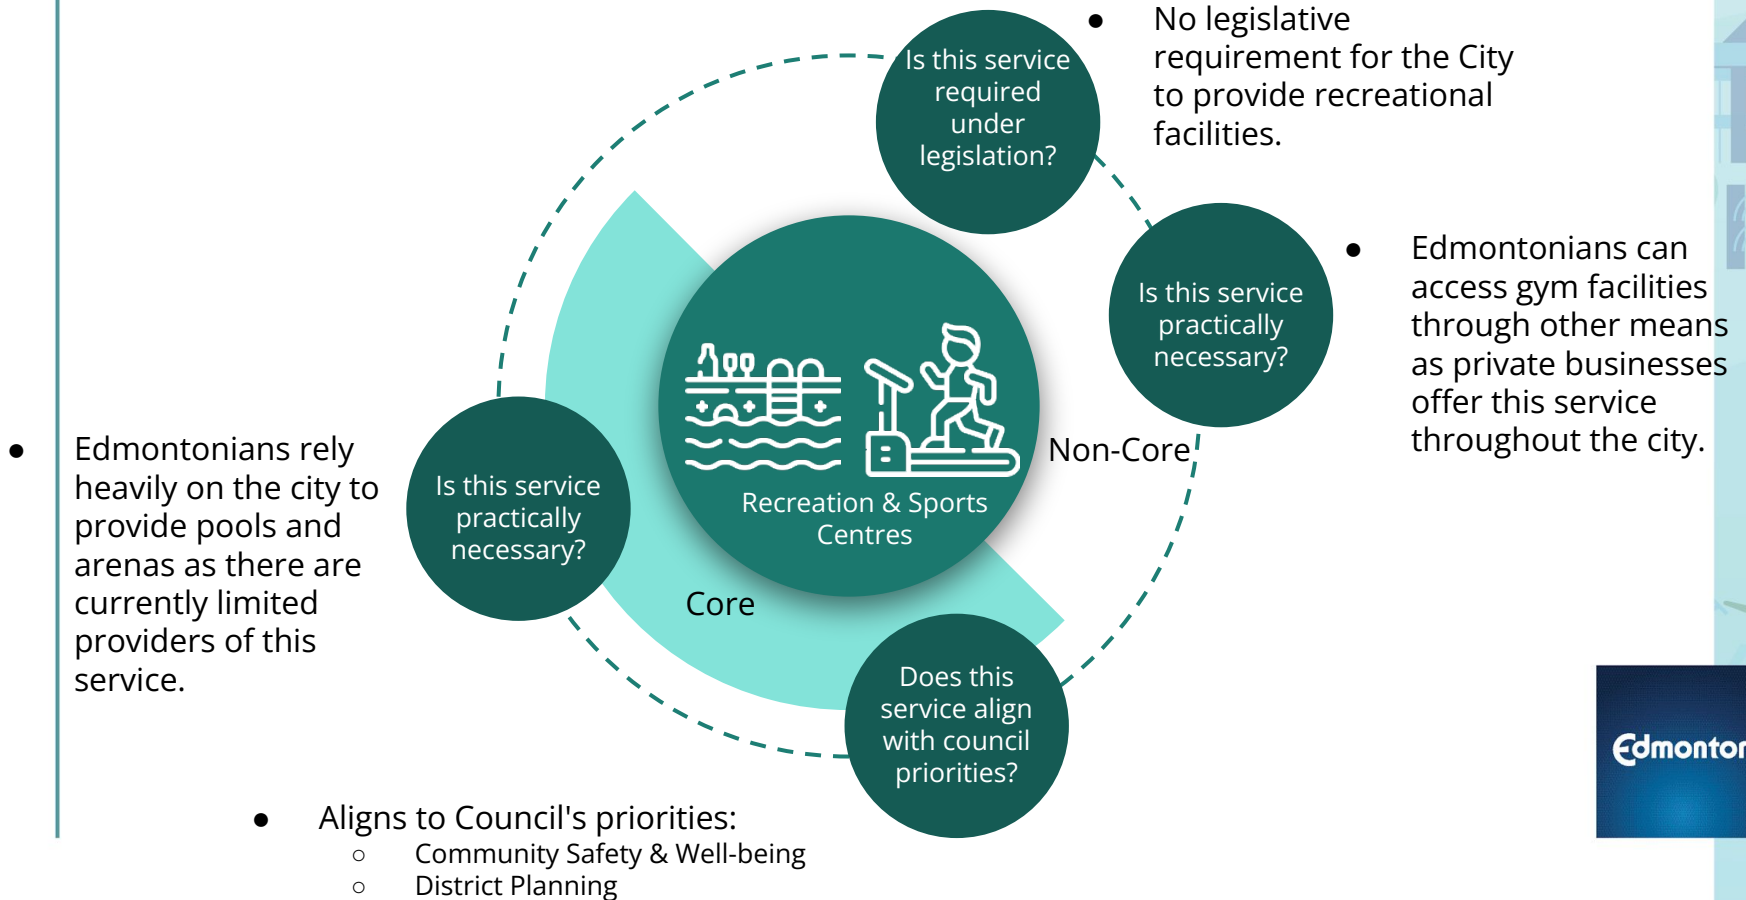 ● No legislative
requirement for the City
to provide recreational
facilities.
Is this service
required
under
legislation?
● Edmontonians can
access gym facilities
through other means
as private businesses
offer this service
throughout the city.
Is this service
practically
necessary?
Non-Core
● Edmontonians rely
heavily on the city to
provide pools and
arenas as there are
currently limited
providers of this
service.
Is this service
practically
necessary?
Recreation & Sports
Centres
Core
Does this
service align
with council
priorities?
● Aligns to Council's priorities:
○ Community Safety & Well-being
○ District Planning
Edmonton